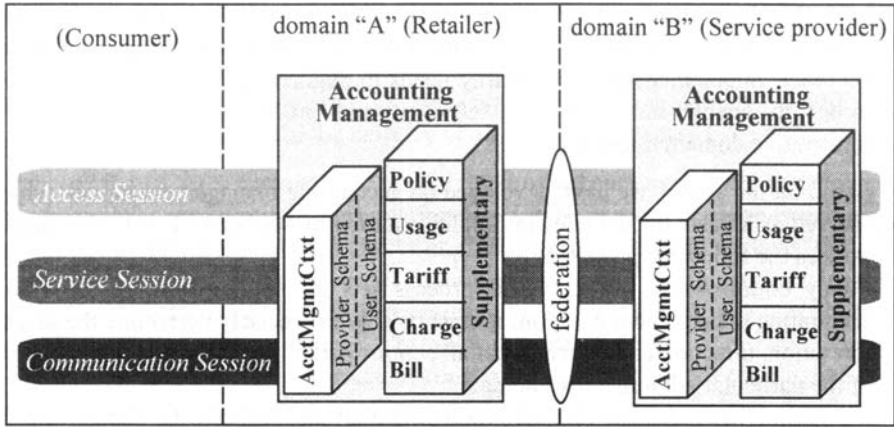 (Consumer)
domain “A” (Retailer)
domain “B” (Service provider)
Accounting
Management
Accounting
Management
Access Session
Service Session
Communication Session
AcctMgmtCtxt
Provider Schema
User Schema
Policy
Usage
Tariff
Charge
Bill
Supplementary
federation
AcctMgmtCtxt
Provider Schema
User Schema
Policy
Usage
Tariff
Charge
Bill
Supplementary